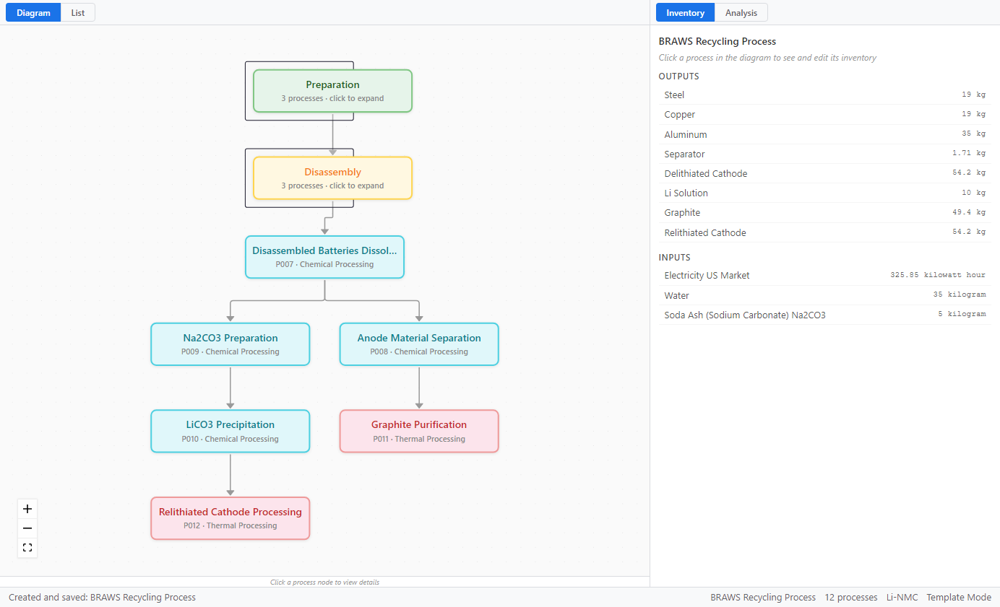 Diagram List
Preparation
3 processes · click to expand
Disassembly
3 processes · click to expand
Disassembled Batteries Dissol...
P007 · Chemical Processing
Na2CO3 Preparation
P009 · Chemical Processing
Anode Material Separation
P008 · Chemical Processing
LiCO3 Precipitation
P010 · Chemical Processing
Graphite Purification
P011 · Thermal Processing
Relithiated Cathode Processing
P012 · Thermal Processing
Click a process node to view details
Inventory Analysis
BRAWS Recycling Process
Click a process in the diagram to see and edit its inventory
OUTPUTS
Steel 19 kg
Copper 19 kg
Aluminum 35 kg
Separator 1.71 kg
Delithiated Cathode 54.2 kg
Li Solution 10 kg
Graphite 49.4 kg
Relithiated Cathode 54.2 kg
INPUTS
Electricity US Market 325.85 kilowatt hour
Water 35 kilogram
Soda Ash (Sodium Carbonate) Na2CO3 5 kilogram
Created and saved: BRAWS Recycling Process
BRAWS Recycling Process 12 processes Li-NMC Template Mode